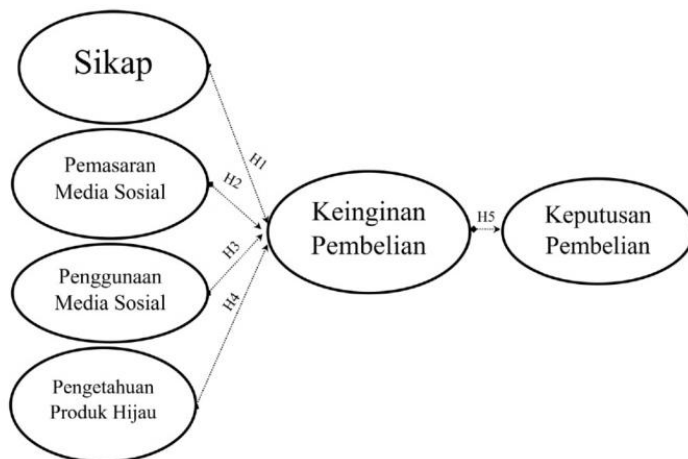 Sikap
H1
Pemasaran
Media Sosial
H2
Keinginan
Pembelian
H5
Keputusan
Pembelian
H3
Penggunaan
Media Sosial
H4
Pengetahuan
Produk Hijau